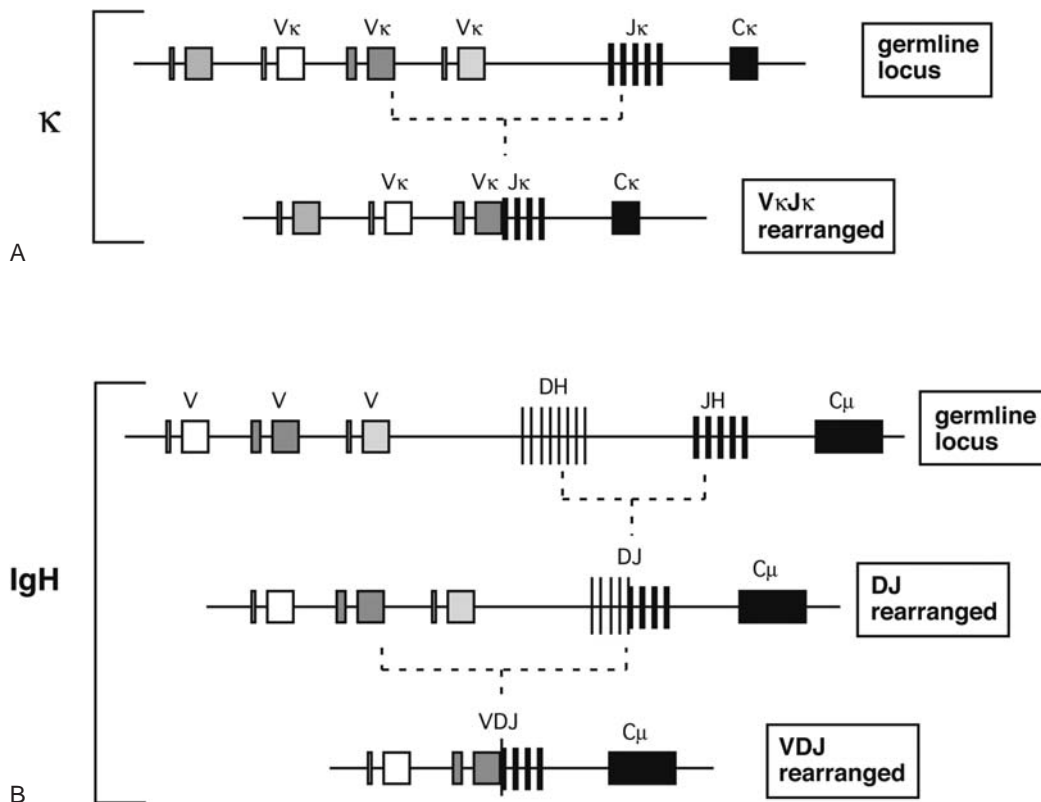 Vκ Vκ Vκ Jκ Cκ
germline
locus
κ
Vκ Vκ Jκ Cκ
VκJκ
rearranged
A
V V V DH JH Cμ
germline
locus
IgH
DJ Cμ
DJ
rearranged
VDJ Cμ
VDJ
rearranged
B